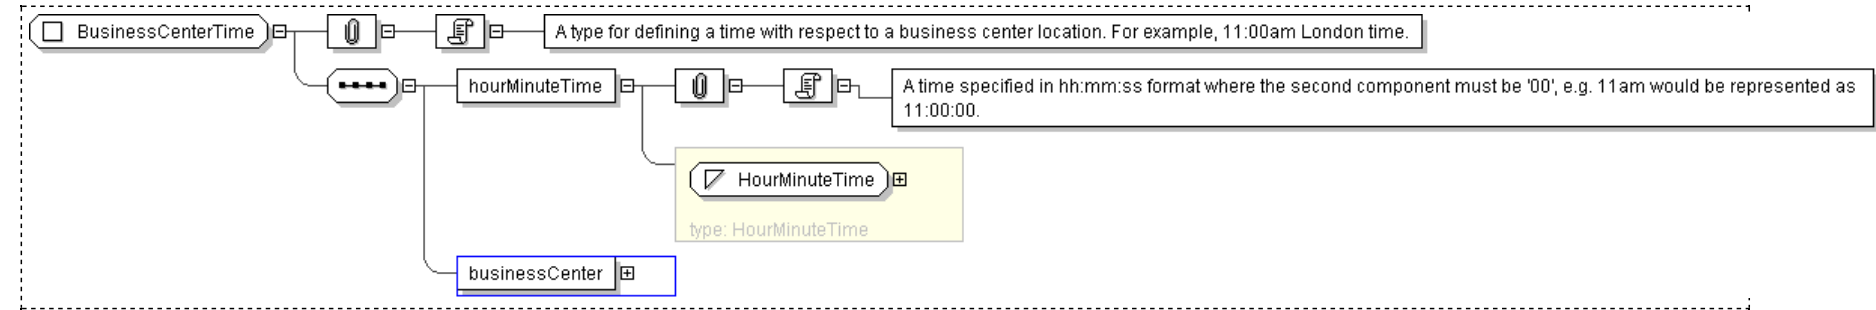 BusinessCenterTime
A type for defining a time with respect to a business center location. For example, 11:00am London time.
hourMinuteTime
A time specified in hh:mm:ss format where the second component must be '00', e.g. 11am would be represented as
11:00:00.
HourMinuteTime
type: HourMinuteTime
businessCenter